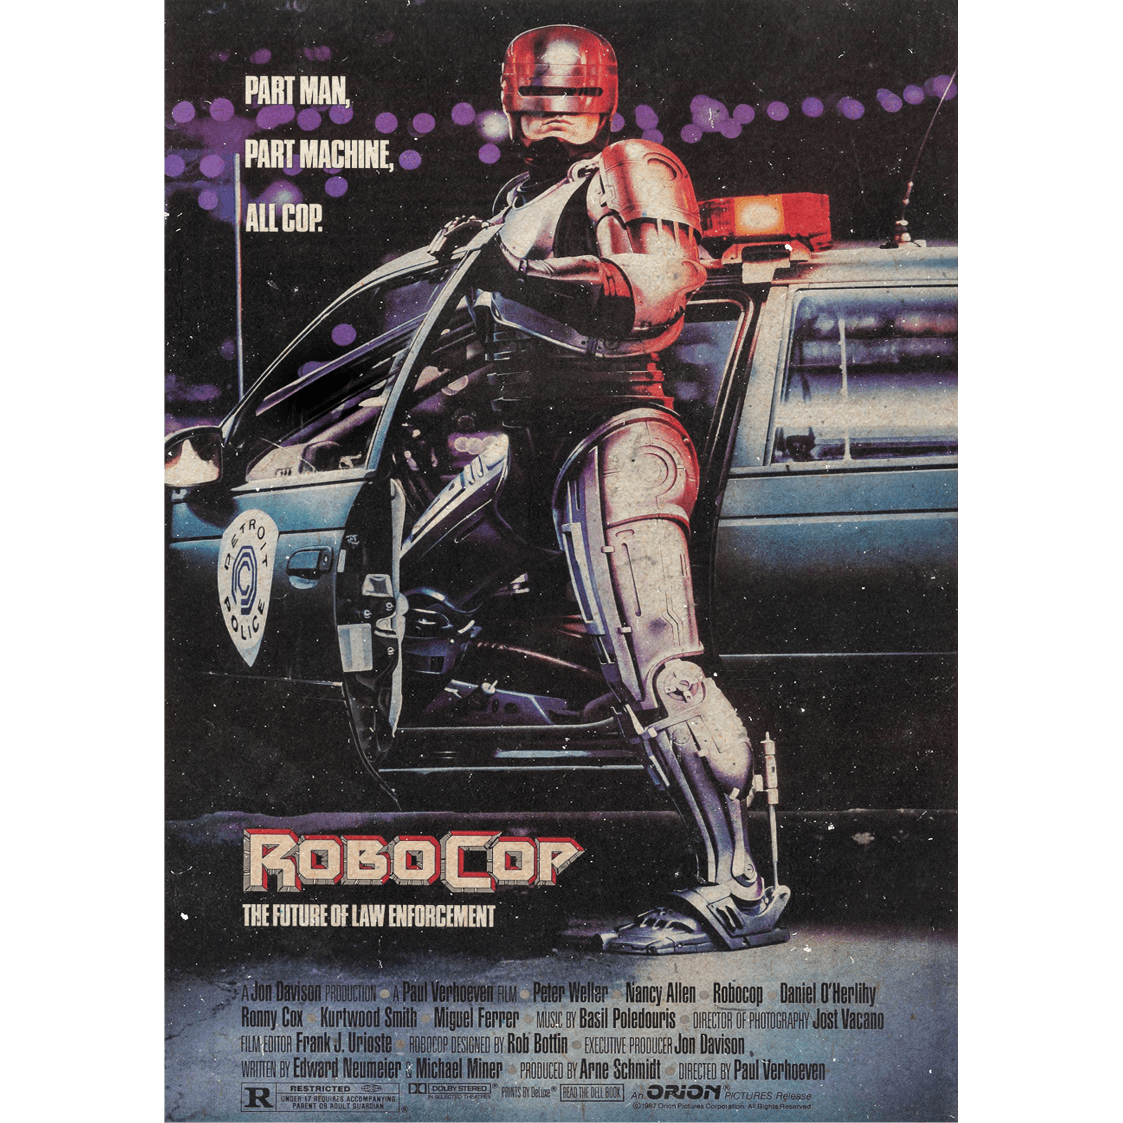 PART MAN,
PART MACHINE,
ALL COP.
DETROIT
POLICE
ROBOCOP
THE FUTURE OF LAW ENFORCEMENT
A Jon Davison PRODUCTION • A Paul Verhoeven FILM • Peter Weller • Nancy Allen • Robocop • Daniel O'Herlihy
Ronny Cox • Kurtwood Smith • Miguel Ferrer • MUSIC BY Basil Poledouris • DIRECTOR OF PHOTOGRAPHY Jost Vacano
FILM EDITOR Frank J. Urioste • ROBOCOP DESIGNED BY Rob Bottin • EXECUTIVE PRODUCER Jon Davison
WRITTEN BY Edward Neumeier & Michael Miner • PRODUCED BY Arne Schmidt • DIRECTED BY Paul Verhoeven
R RESTRICTED
UNDER 17 REQUIRES ACCOMPANYING
PARENT OR ADULT GUARDIAN ®
DOLBY STEREO ®
IN SELECTED THEATRES
PRINTS BY DeLuxe®
READ THE DELL BOOK
An ORION® PICTURES Release
©1987 Orion Pictures Corporation. All Rights Reserved